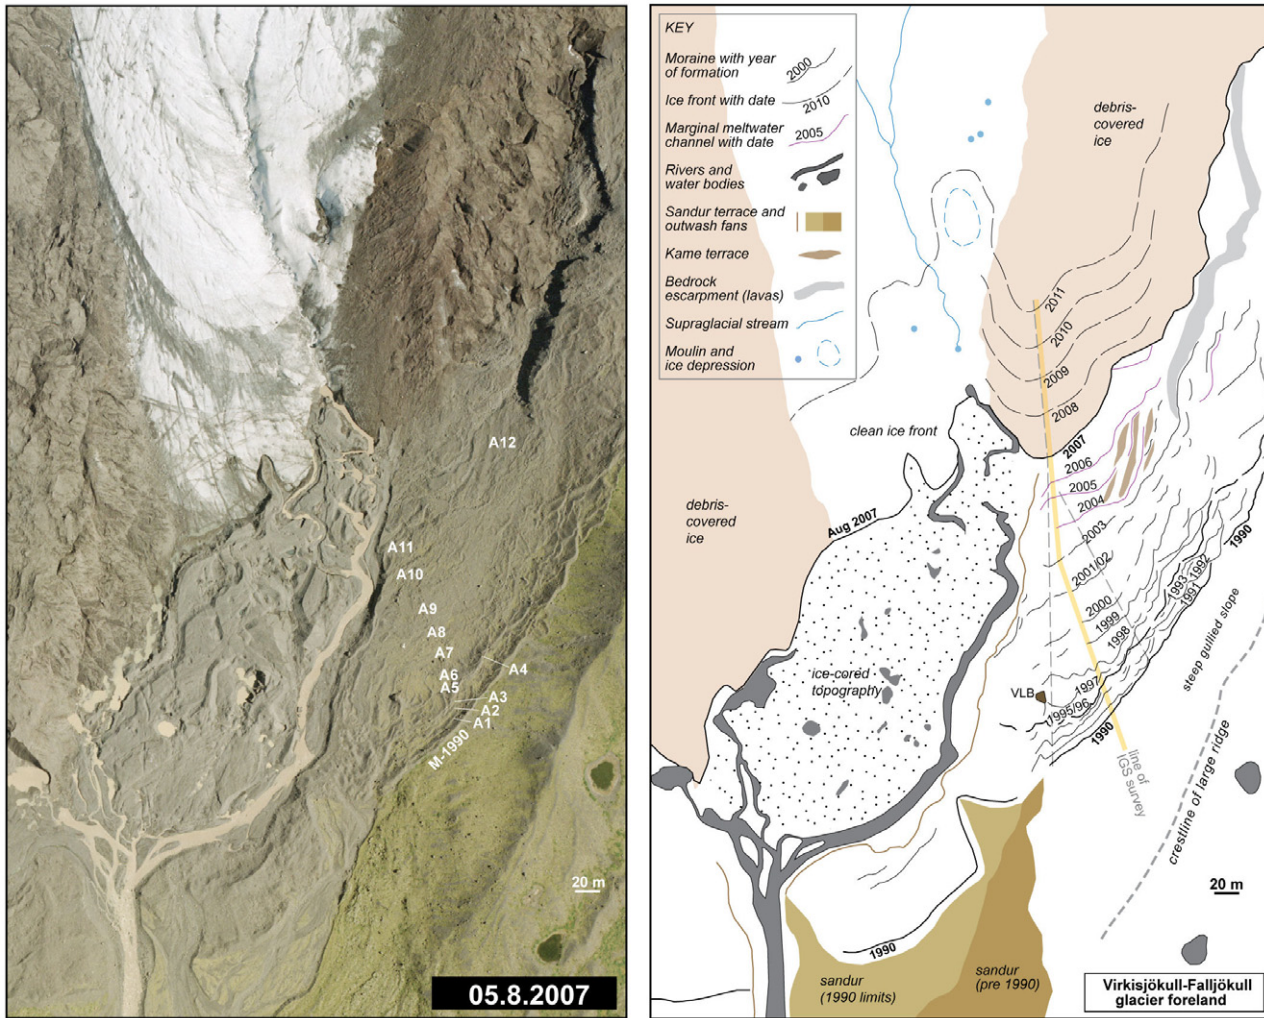 A12
A11
A10
A9
A8
A7
A6
A5
A4
A3
A2
A1
M-1990
20 m
05.8.2007
KEY
Moraine with year
of formation
2000
Ice front with date
2010
Marginal meltwater
channel with date
2005
Rivers and
water bodies
Sandur terrace and
outwash fans
Kame terrace
Bedrock
escarpment (lavas)
Supraglacial stream
Moulin and
ice depression
debris-
covered
ice
2011
2010
2009
2008
clean ice front
2007
2006
2005
2004
Aug 2007
debris-
covered
ice
2003
2001/02
1990
1992
1993
1991
2000
1999
1998
steep gullied slope
ice-cored
topography
VLB
1997
1995/96
1990
line of
IGS survey
crestline of large ridge
20 m
1990
sandur
(1990 limits)
sandur
(pre 1990)
Virkisjökull-Falljökull
glacier foreland